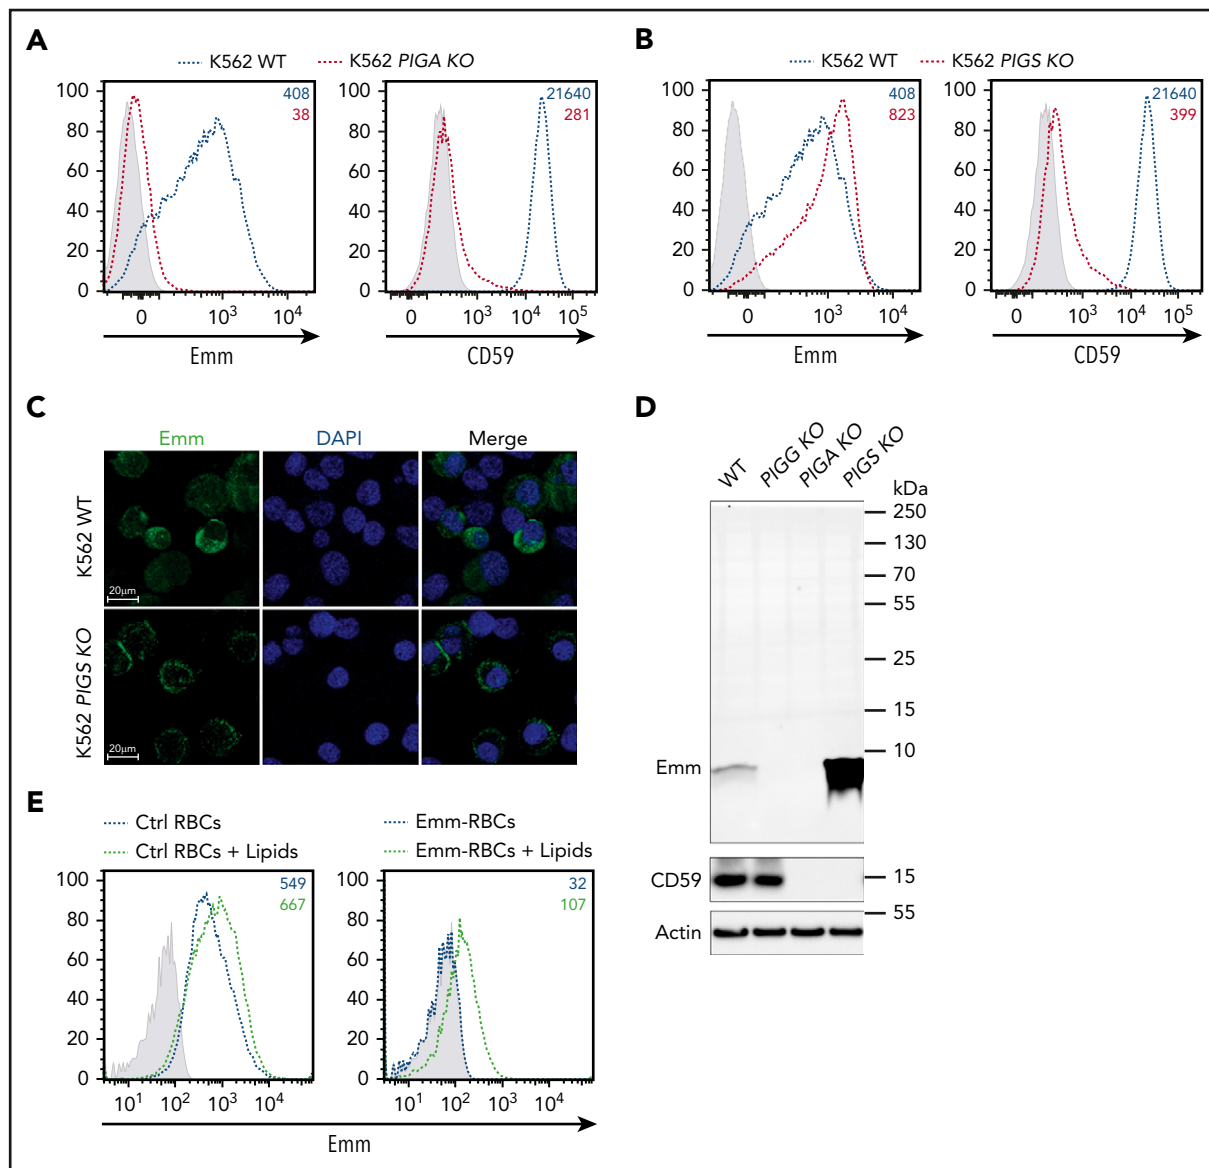 A
K562 WT K562 PIGA KO
100 80 60 40 20 0
408
38
0 10³ 10⁴
Emm
100 80 60 40 20 0
21640
281
0 10³ 10⁴ 10⁵
CD59
B
K562 WT K562 PIGS KO
100 80 60 40 20 0
408
823
0 10³ 10⁴
Emm
100 80 60 40 20 0
21640
399
0 10³ 10⁴ 10⁵
CD59
C
Emm DAPI Merge
K562 WT
20µm
K562 PIGS KO
20µm
D
WT PIGG KO PIGA KO PIGS KO
kDa
250
130
70
55
25
15
10
Emm
CD59 15
55
Actin
E
Ctrl RBCs
Ctrl RBCs + Lipids
100 80 60 40 20 0
549
667
10¹ 10² 10³ 10⁴
Emm-RBCs
Emm-RBCs + Lipids
100 80 60 40 20 0
32
107
10¹ 10² 10³ 10⁴
Emm